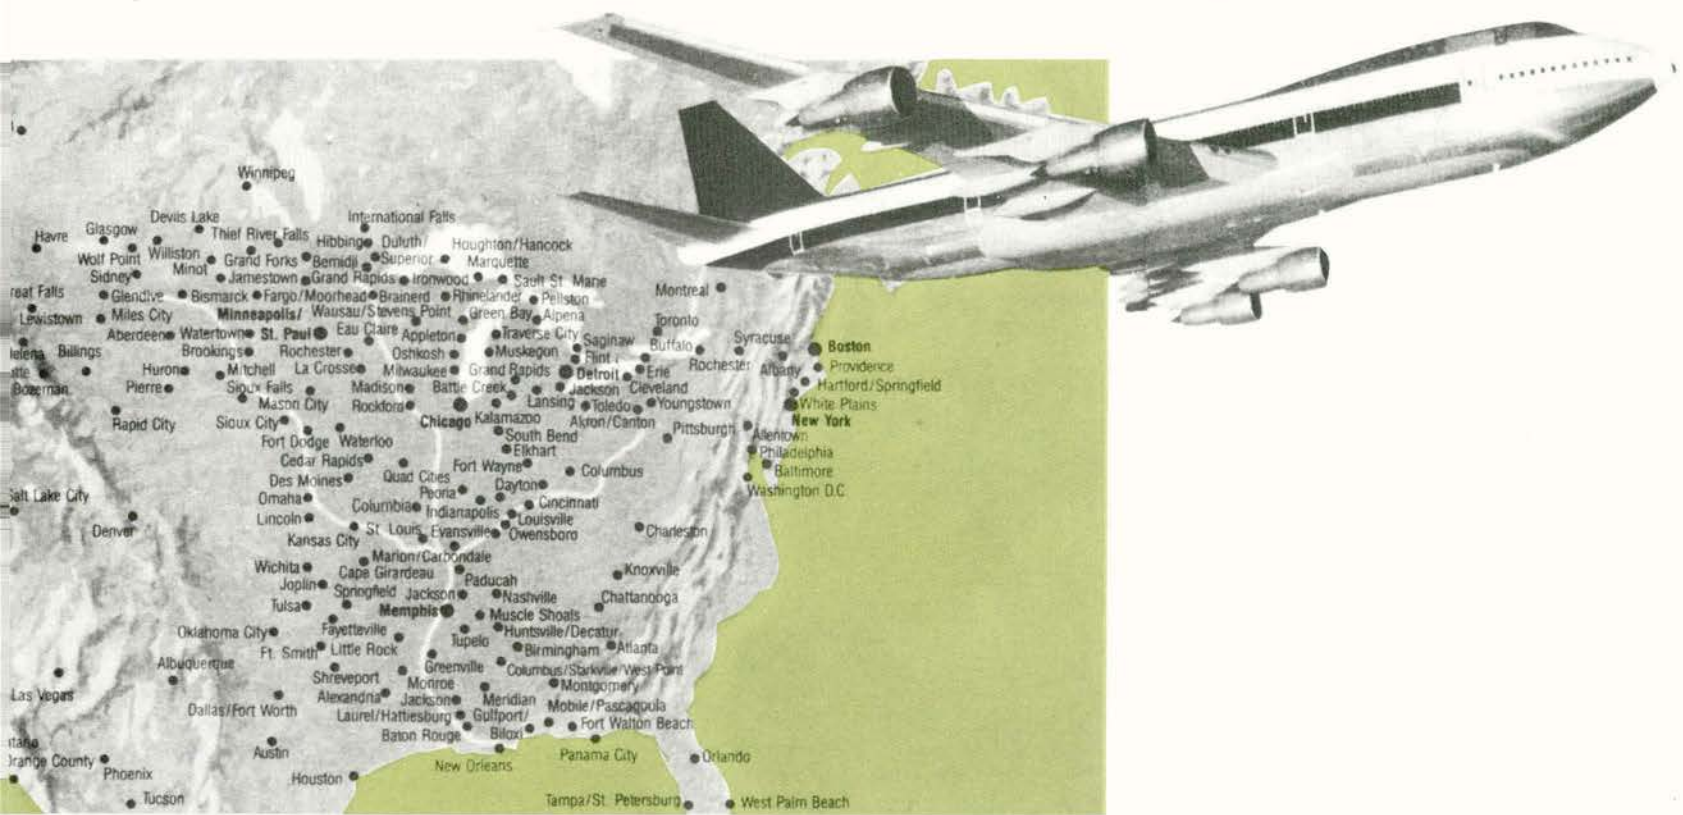 Winnipeg
Devils Lake
International Falls
Havre
Glasgow
Thief River Falls
Hibbing
Duluth/
Superior
Houghton/Hancock
Wolf Point
Williston
Minot
Grand Forks
Bemidji
Marquette
Sidney
Jamestown
Grand Rapids
Ironwood
Sault St. Marie
Montreal
reat Falls
Glendive
Bismarck
Fargo/Moorhead
Brainerd
Rhinelander
Pellston
Lewistown
Miles City
Minneapolis/
St. Paul
Wausau/Stevens Point
Green Bay
Alpena
Toronto
Aberdeen
Watertown
Eau Claire
Appleton
Traverse City
Saginaw
Buffalo
Syracuse
Boston
elena
Billings
Brookings
Rochester
Oshkosh
Muskegon
Flint
Rochester
Albany
Providence
tte
Huron
Mitchell
La Crosse
Milwaukee
Grand Rapids
Detroit
Erie
Bozeman
Pierre
Sioux Falls
Madison
Battle Creek
Jackson
Cleveland
Hartford/Springfield
Mason City
Rockford
Lansing
Toledo
Youngstown
White Plains
Rapid City
Sioux City
Chicago
Kalamazoo
Akron/Canton
Pittsburgh
New York
Fort Dodge
Waterloo
South Bend
Allentown
Cedar Rapids
Elkhart
Philadelphia
Des Moines
Quad Cities
Fort Wayne
Columbus
Baltimore
Salt Lake City
Omaha
Peoria
Dayton
Washington D.C.
Columbia
Indianapolis
Cincinnati
Denver
Lincoln
Louisville
Kansas City
St. Louis
Evansville
Owensboro
Charleston
Marion/Carbondale
Wichita
Cape Girardeau
Knoxville
Joplin
Springfield
Jackson
Paducah
Nashville
Chattanooga
Tulsa
Memphis
Muscle Shoals
Oklahoma City
Fayetteville
Tupelo
Huntsville/Decatur
Ft. Smith
Little Rock
Birmingham
Atlanta
Albuquerque
Greenville
Columbus/Starkville/West Point
Shreveport
Monroe
Montgomery
Las Vegas
Alexandria
Jackson
Meridian
Dallas/Fort Worth
Laurel/Hattiesburg
Gulfport/
Biloxi
Mobile/Pascagoula
Baton Rouge
Fort Walton Beach
ntario
Orange County
Austin
New Orleans
Panama City
Orlando
Phoenix
Houston
Tucson
Tampa/St. Petersburg
West Palm Beach